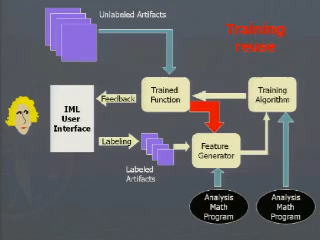 Unlabeled Artifacts
Training
reuse
Trained
Function
Training
Algorithm
Feedback
IML
User
Interface
Labeling
Feature
Generator
Labeled
Artifacts
Analysis
Math
Program
Analysis
Math
Program